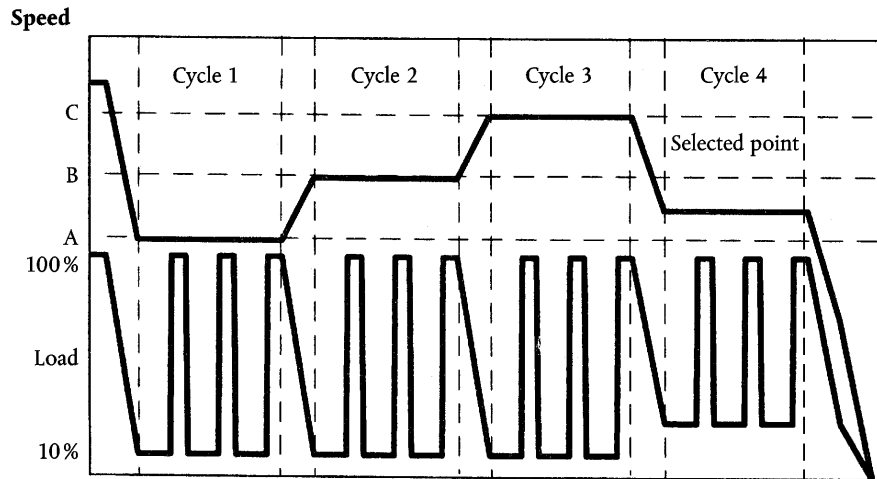 Speed
Cycle 1 Cycle 2 Cycle 3 Cycle 4
C
Selected point
B
A
100%
Load
10%